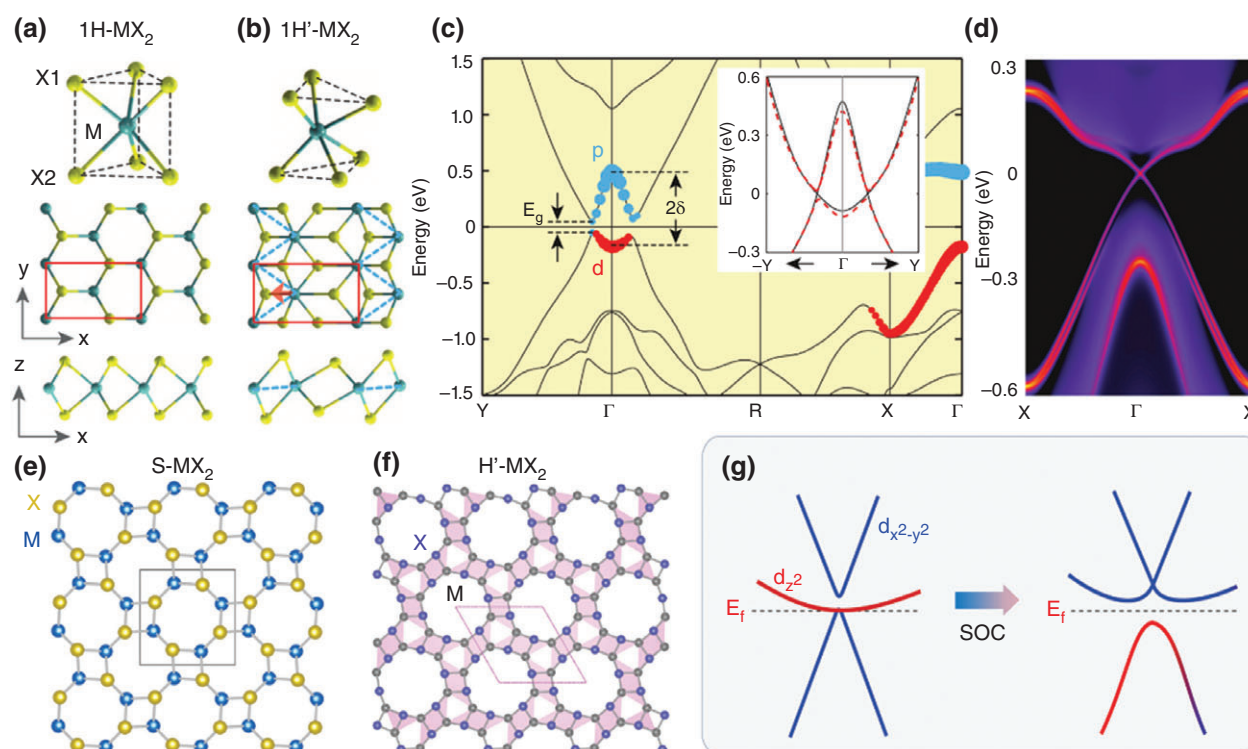 (a) 1H-MX2
X1
M
X2
y
x
z
x
(b) 1H'-MX2
(c)
1.5
1.0
0.5
0
−0.5
−1.0
−1.5
Energy (eV)
p
Eg
2δ
d
0.6
0.3
0
−0.3
Energy (eV)
−Y Γ Y
Y Γ R X Γ
(d)
0.3
0
−0.3
−0.6
Energy (eV)
X Γ X
(e) S-MX2
X
M
(f) H'-MX2
X
M
(g)
dx2-y2
dz2
Ef
SOC
Ef